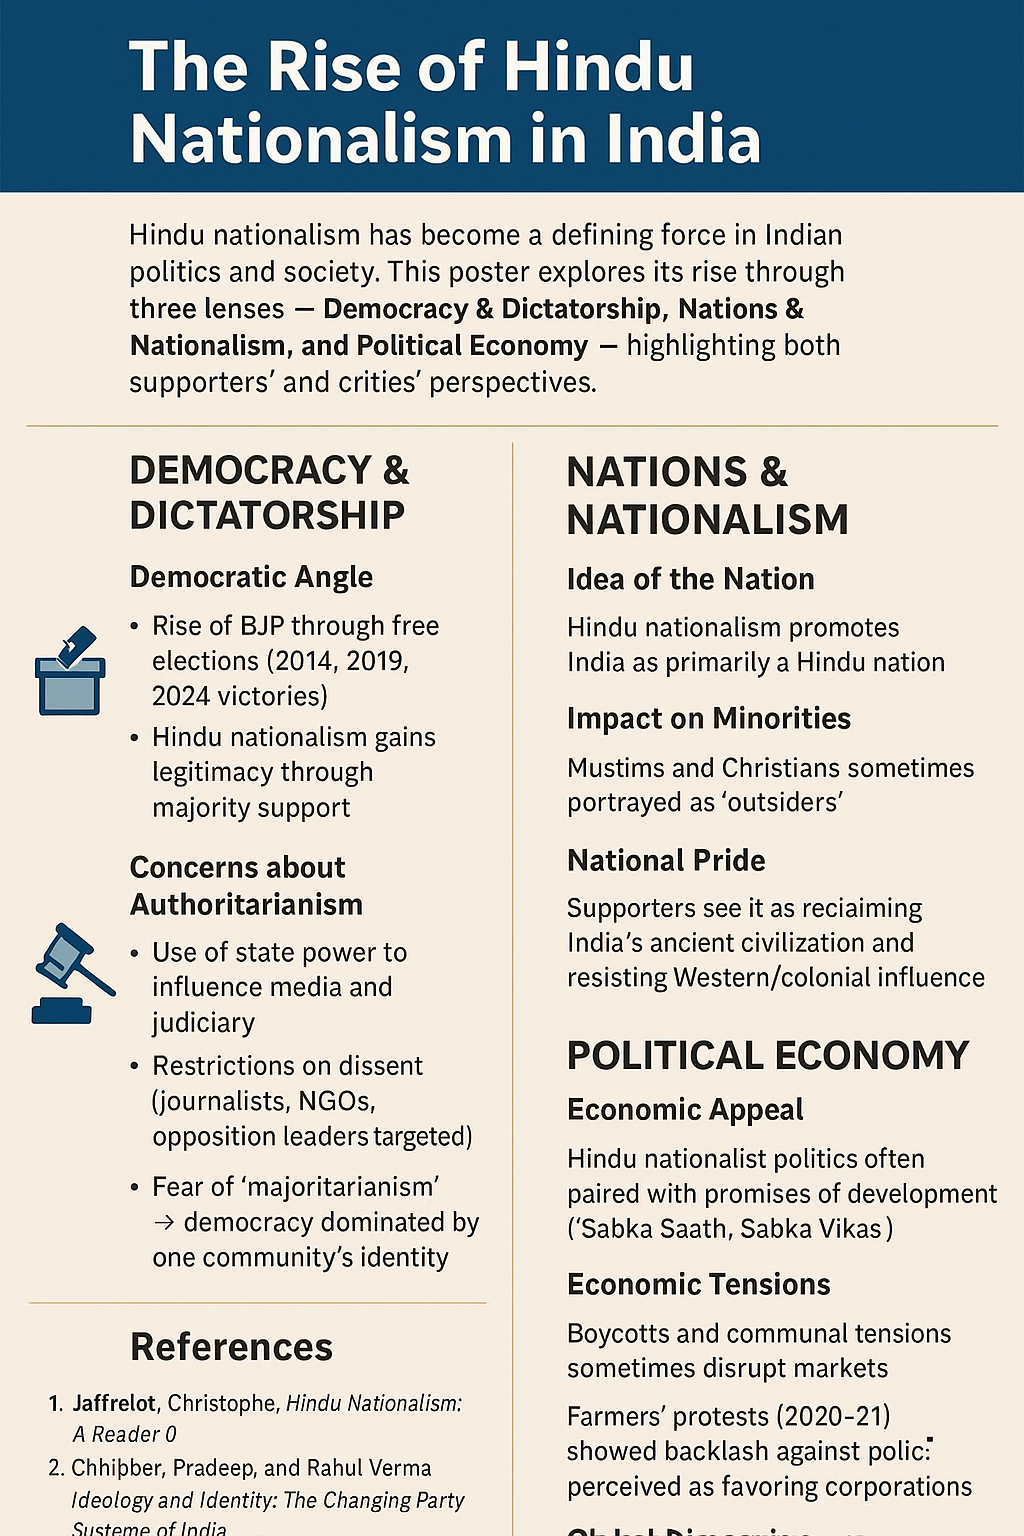 The Rise of Hindu
Nationalism in India
Hindu nationalism has become a defining force in Indian
politics and society. This poster explores its rise through
three lenses — Democracy & Dictatorship, Nations &
Nationalism, and Political Economy — highlighting both
supporters’ and crities’ perspectives.
DEMOCRACY &
DICTATORSHIP
Democratic Angle
• Rise of BJP through free
elections (2014, 2019,
2024 victories)
• Hindu nationalism gains
legitimacy through
majority support
Concerns about
Authoritarianism
• Use of state power to
influence media and
judiciary
• Restrictions on dissent
(journalists, NGOs,
opposition leaders targeted)
• Fear of ‘majoritarianism’
→ democracy dominated by
one community’s identity
References
1. Jaffrelot, Christophe, Hindu Nationalism:
A Reader 0
2. Chhiþber, Pradeep, and Rahul Verma
Ideology and Identity: The Changing Party
Systeme of India
NATIONS &
NATIONALISM
Idea of the Nation
Hindu nationalism promotes
India as primarily a Hindu nation
Impact on Minorities
Mustims and Christians sometimes
portrayed as ‘outsiders’
National Pride
Supporters see it as reciaiming
India’s ancient civilization and
resisting Western/colonial influence
POLITICAL ECONOMY
Economic Appeal
Hindu nationalist politics often
paired with promises of development
(‘Sabka Saath, Sabka Vikas)
Economic Tensions
Boycotts and communal tensions
sometimes disrupt markets
Farmers’ protests (2020–21)
showed backlash against polic:
perceived as favoring corporations